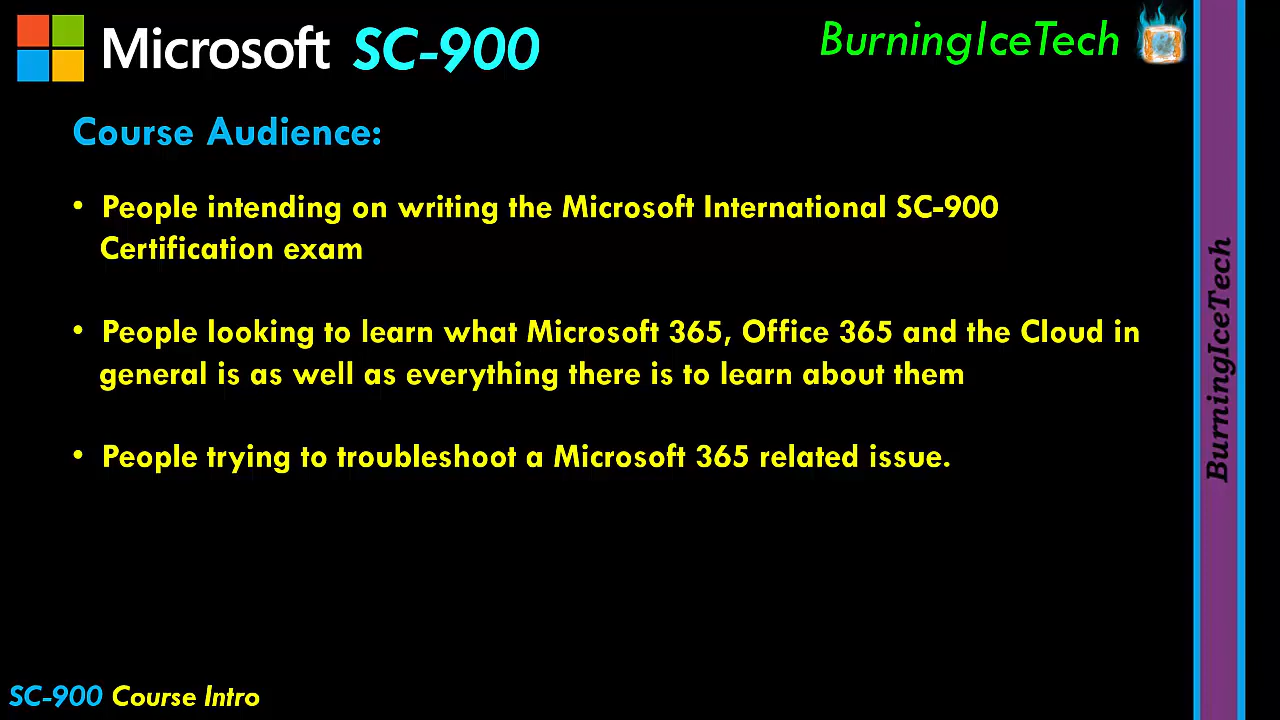 Microsoft SC-900
BurningIceTech
Course Audience:
• People intending on writing the Microsoft International SC-900
Certification exam
• People looking to learn what Microsoft 365, Office 365 and the Cloud in
general is as well as everything there is to learn about them
• People trying to troubleshoot a Microsoft 365 related issue.
BurningIceTech
SC-900 Course Intro